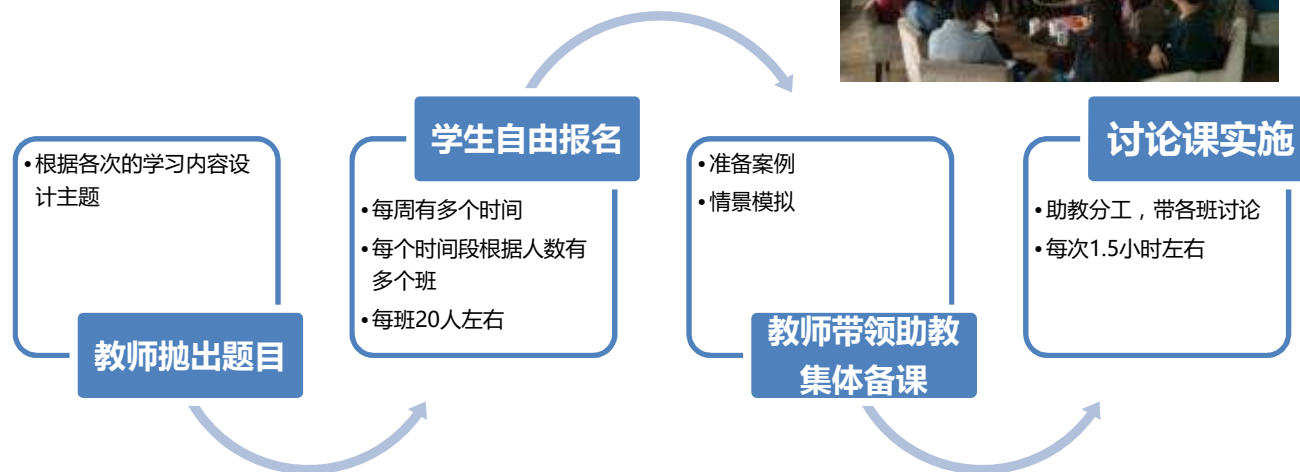 •根据各次的学习内容设
计主题
教师抛出题目
学生自由报名
•每周有多个时间
•每个时间段根据人数有
多个班
•每班20人左右
•准备案例
•情景模拟
教师带领助教
集体备课
讨论课实施
•助教分工，带各班讨论
•每次1.5小时左右